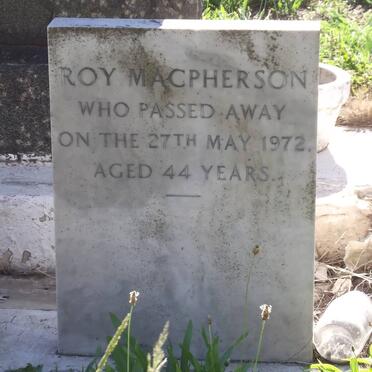 ROY MACPHERSON
WHO PASSED AWAY
ON THE 27TH MAY 1972.
AGED 44 YEARS.